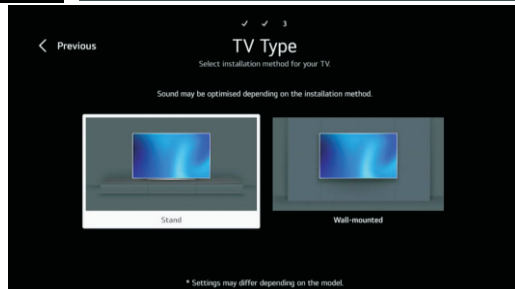 ✓ ✓ 3
< Previous
TV Type
Select installation method for your TV.
Sound may be optimised depending on the installation method.
Stand
Wall-mounted
* Settings may differ depending on the model.